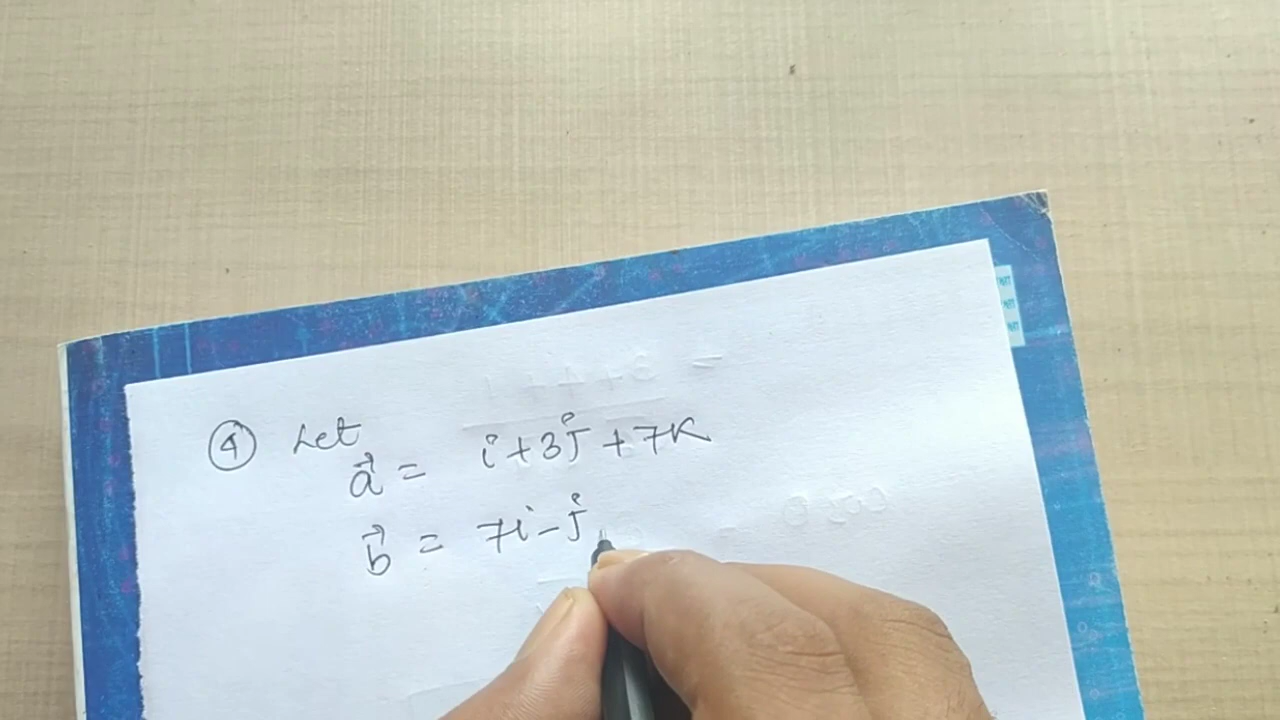 ④ Let
a⃗ = i+3j+7k
b⃗ = 7i-j